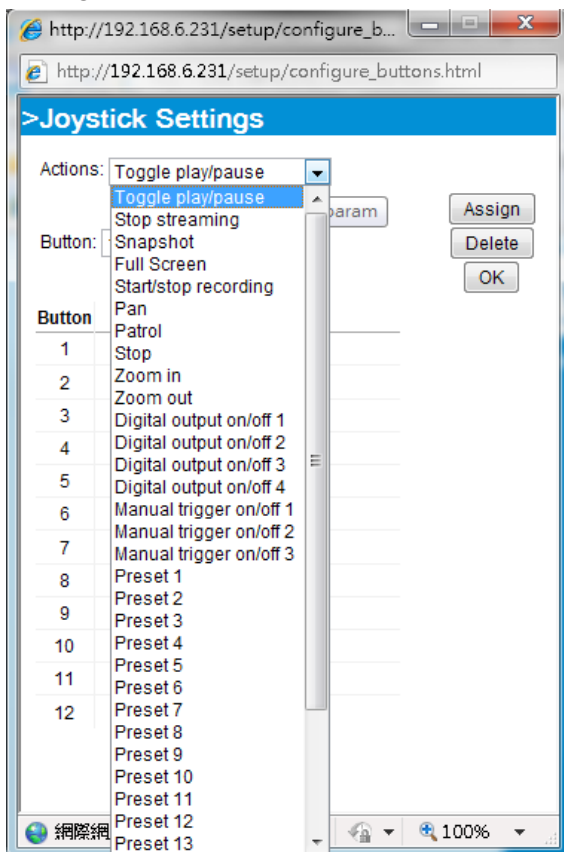 http://192.168.6.231/setup/configure_b...
http://192.168.6.231/setup/configure_buttons.html
>Joystick Settings
Actions: Toggle play/pause
Toggle play/pause
param
Assign
Stop streaming
Button:
Snapshot
Delete
Full Screen
OK
Start/stop recording
Button
Pan
Patrol
1
Stop
2
Zoom in
Zoom out
3
Digital output on/off 1
4
Digital output on/off 2
Digital output on/off 3
5
Digital output on/off 4
6
Manual trigger on/off 1
Manual trigger on/off 2
7
Manual trigger on/off 3
8
Preset 1
Preset 2
9
Preset 3
10
Preset 4
Preset 5
11
Preset 6
12
Preset 7
Preset 8
Preset 9
Preset 10
Preset 11
網際網
Preset 12
100%
Preset 13